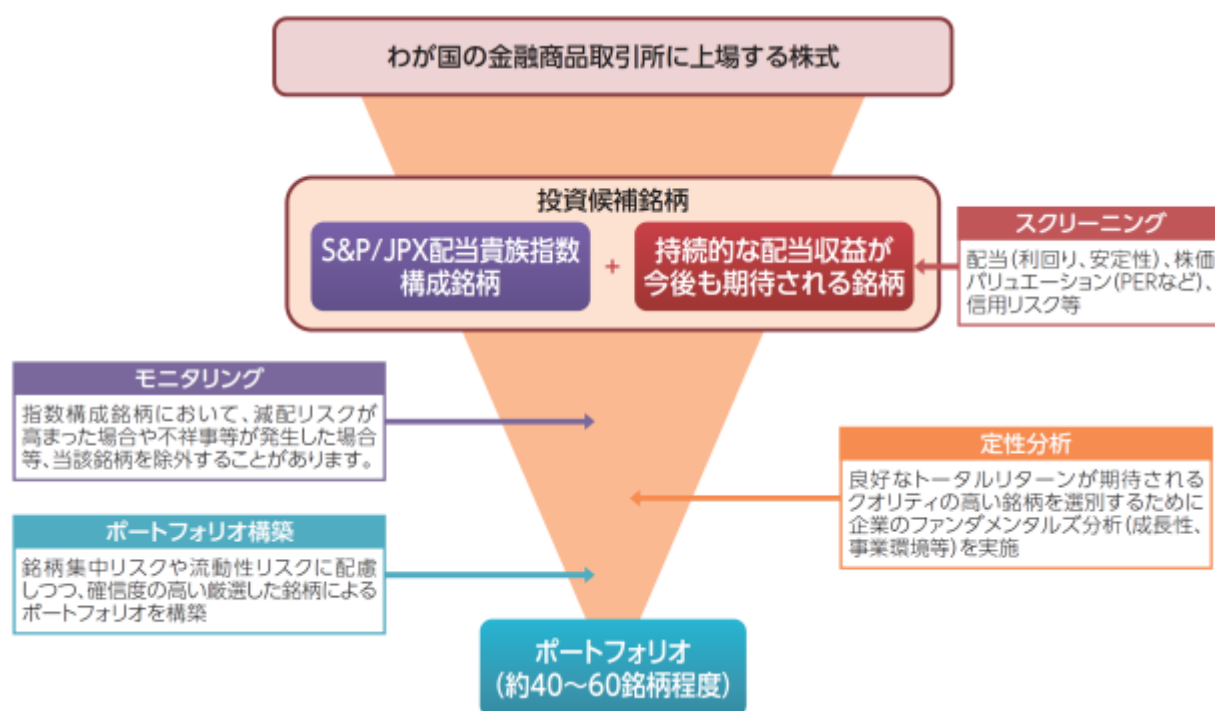 わが国の金融商品取引所に上場する株式
投資候補銘柄
S&P/JPX配当貴族指数
構成銘柄
+
持続的な配当収益が
今後も期待される銘柄
スクリーニング
配当(利回り、安定性)、株価
バリュエーション(PERなど)、
信用リスク等
モニタリング
指数構成銘柄において、減配リスクが
高まった場合や不祥事等が発生した場合
等、当該銘柄を除外することがあります。
定性分析
良好なトータルリターンが期待される
クオリティの高い銘柄を選別するために
企業のファンダメンタルズ分析(成長性、
事業環境等)を実施
ポートフォリオ構築
銘柄集中リスクや流動性リスクに配慮
しつつ、確信度の高い厳選した銘柄による
ポートフォリオを構築
ポートフォリオ
(約40～60銘柄程度)